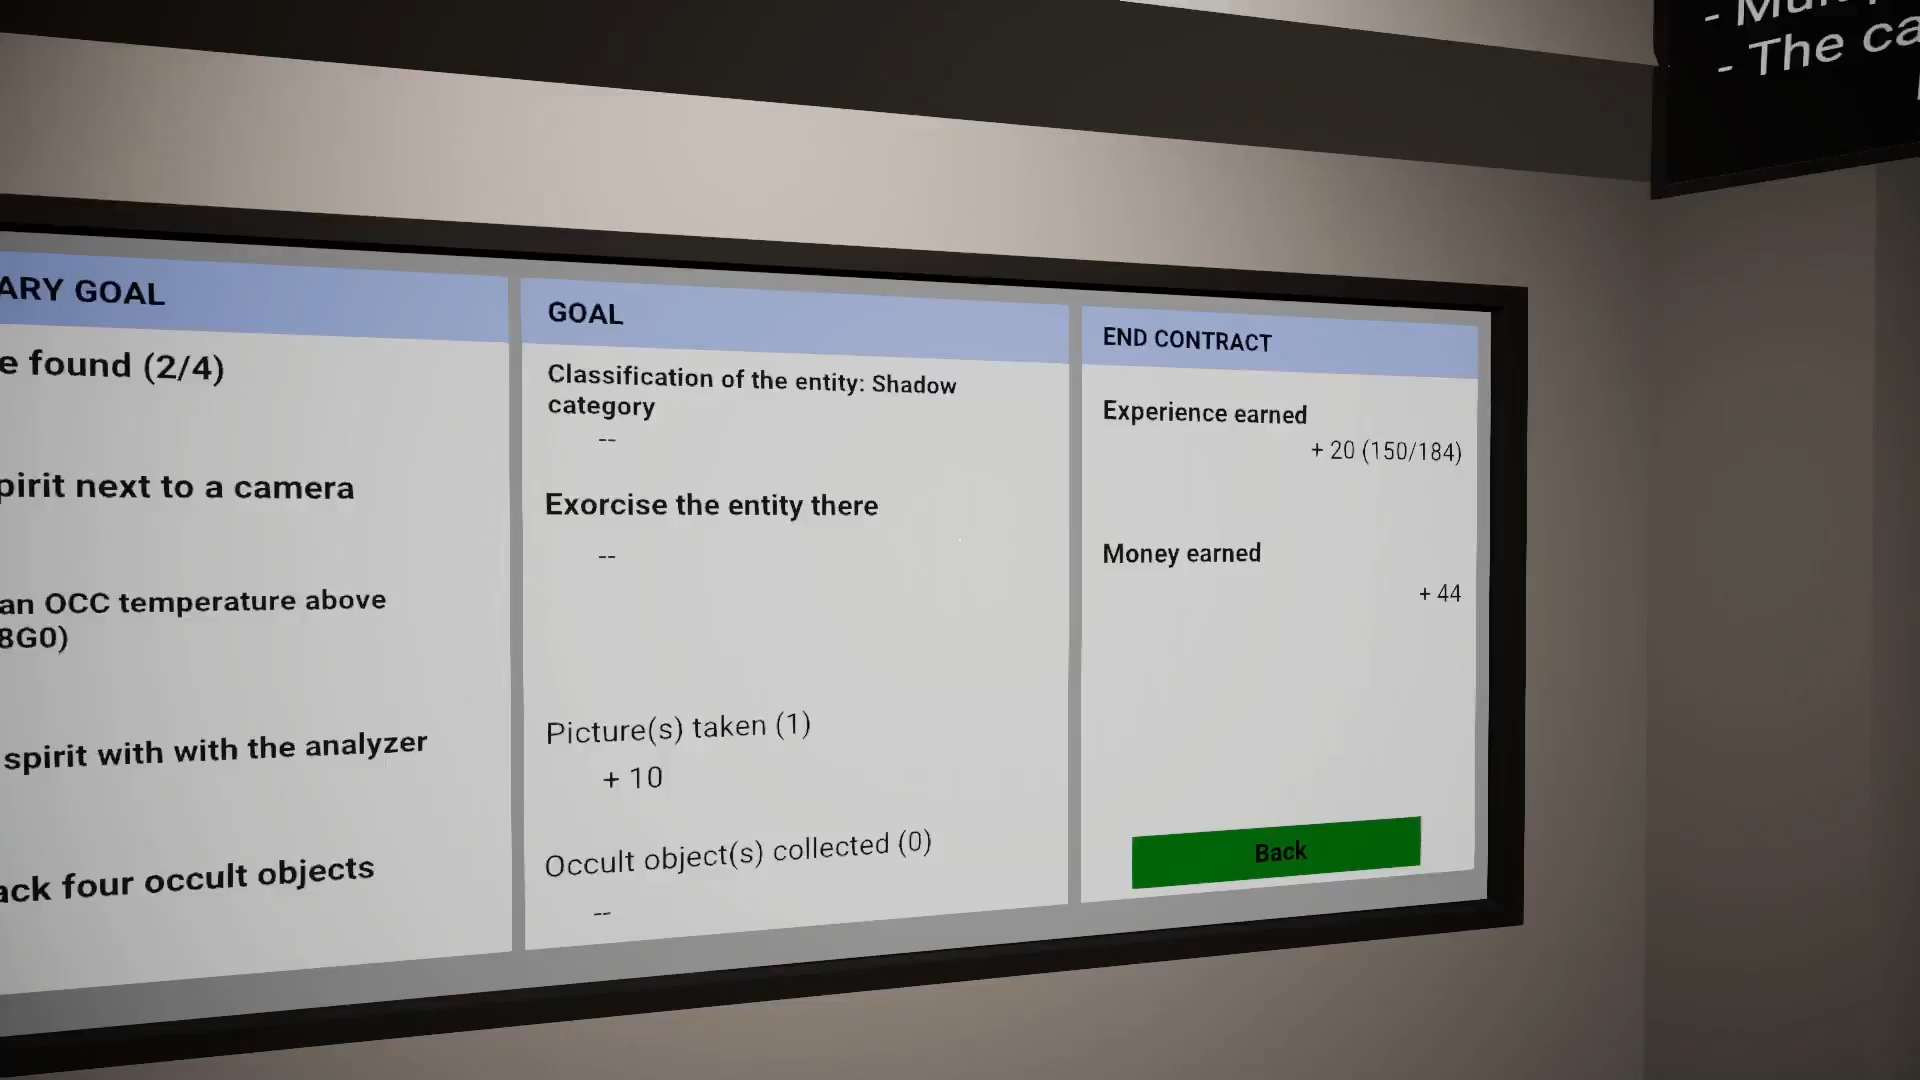 ARY GOAL
e found (2/4)
pirit next to a camera
an OCC temperature above
8G0)
spirit with with the analyzer
ack four occult objects
GOAL
Classification of the entity: Shadow
category
--
Exorcise the entity there
--
Picture(s) taken (1)
+ 10
Occult object(s) collected (0)
--
END CONTRACT
Experience earned
+ 20 (150/184)
Money earned
+ 44
Back
- The ca